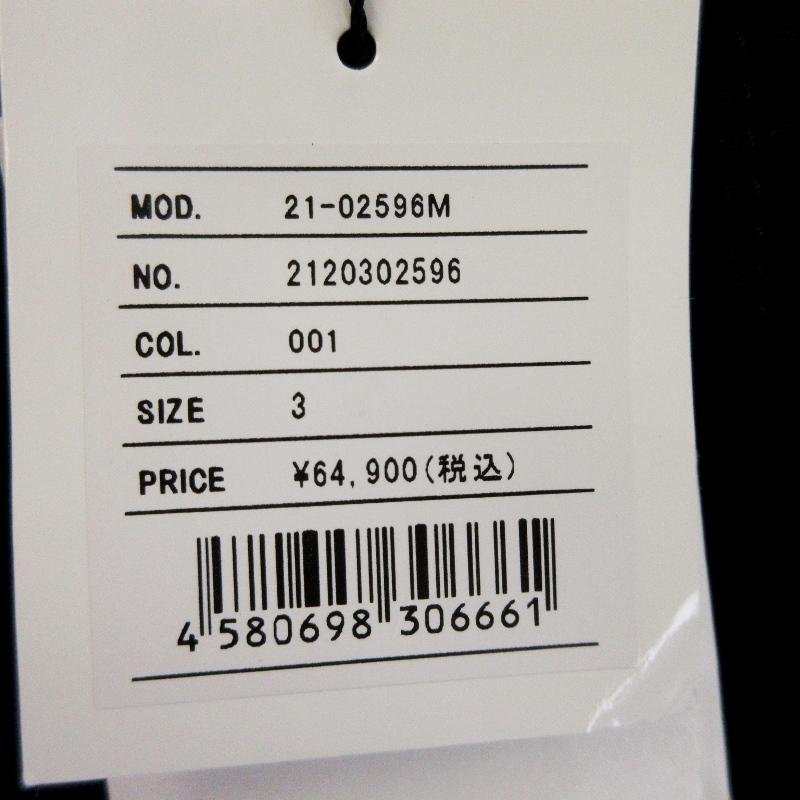 MOD. 21-02596M
NO. 2120302596
COL. 001
SIZE 3
PRICE ¥64,900(税込)
4 580698 306661